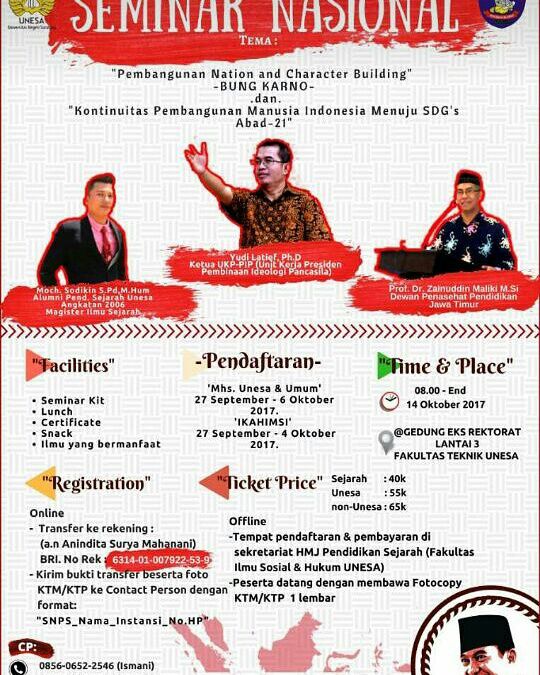 SEMINAR NASIONAL
UNESA
Universitas Negeri Surabaya
TEMA :
"Pembangunan Nation and Character Building"
-BUNG KARNO-
.dan.
"Kontinuitas Pembangunan Manusia Indonesia Menuju SDG's
Abad-21"
Yudi Latief, Ph.D
Ketua UKP-PIP (Unit Kerja Presiden
Pembinaan Ideologi Pancasila)
Moch. Sodikin S.Pd,M.Hum
Alumni Pend. Sejarah Unesa
Angkatan 2006
Magister Ilmu Sejarah
Prof. Dr. Zainuddin Maliki M.Si
Dewan Penasehat Pendidikan
Jawa Timur
"Facilities"
• Seminar Kit
• Lunch
• Certificate
• Snack
• Ilmu yang bermanfaat
-Pendaftaran-
'Mhs. Unesa & Umum'
27 September - 6 Oktober
2017.
'IKAHIMSI'
27 September - 4 Oktober
2017.
"Time & Place"
08.00 - End
14 Oktober 2017
@GEDUNG EKS REKTORAT
LANTAI 3
FAKULTAS TEKNIK UNESA
"Registration"
Online
- Transfer ke rekening :
(a.n Anindita Surya Mahanani)
BRI. No Rek : 6314-01-007922-53-9
- Kirim bukti transfer beserta foto
KTM/KTP ke Contact Person dengan
format:
"SNPS_Nama_Instansi_No.HP"
"Ticket Price"
Sejarah : 40k
Unesa : 55k
non-Unesa : 65k
Offline
-Tempat pendaftaran & pembayaran di
sekretariat HMJ Pendidikan Sejarah (Fakultas
Ilmu Sosial & Hukum UNESA)
-Peserta datang dengan membawa Fotocopy
KTM/KTP 1 lembar
CP:
0856-0652-2546 (Ismani)